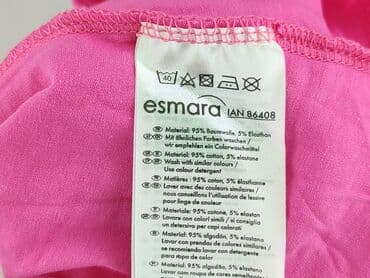 40
esmara IAN 86408
Material: 95% Baumwolle, 5% Elasthan
Mit ähnlichen Farben waschen /
wir empfehlen ein Colorwaschmittel
Material: 95% cotton, 5% elastane
Wash with similar colours /
Use colour detergent
Matières : 95% coton, 5% élasthanne
Laver avec des couleurs similaires /
nous conseillons l'utilisation de lessive
pour linge de couleur
Materiale: 95% cotone, 5% elastan
Lavare con colori simili / si consiglia
un detersivo per capi colorati
Material: 95% algodón, 5% elastano
Lavar con prendas de colores similares /
se recomienda lavar con detergente
para ropa de color
Material: 95% algodão, 5% elastano
Lavar com cores